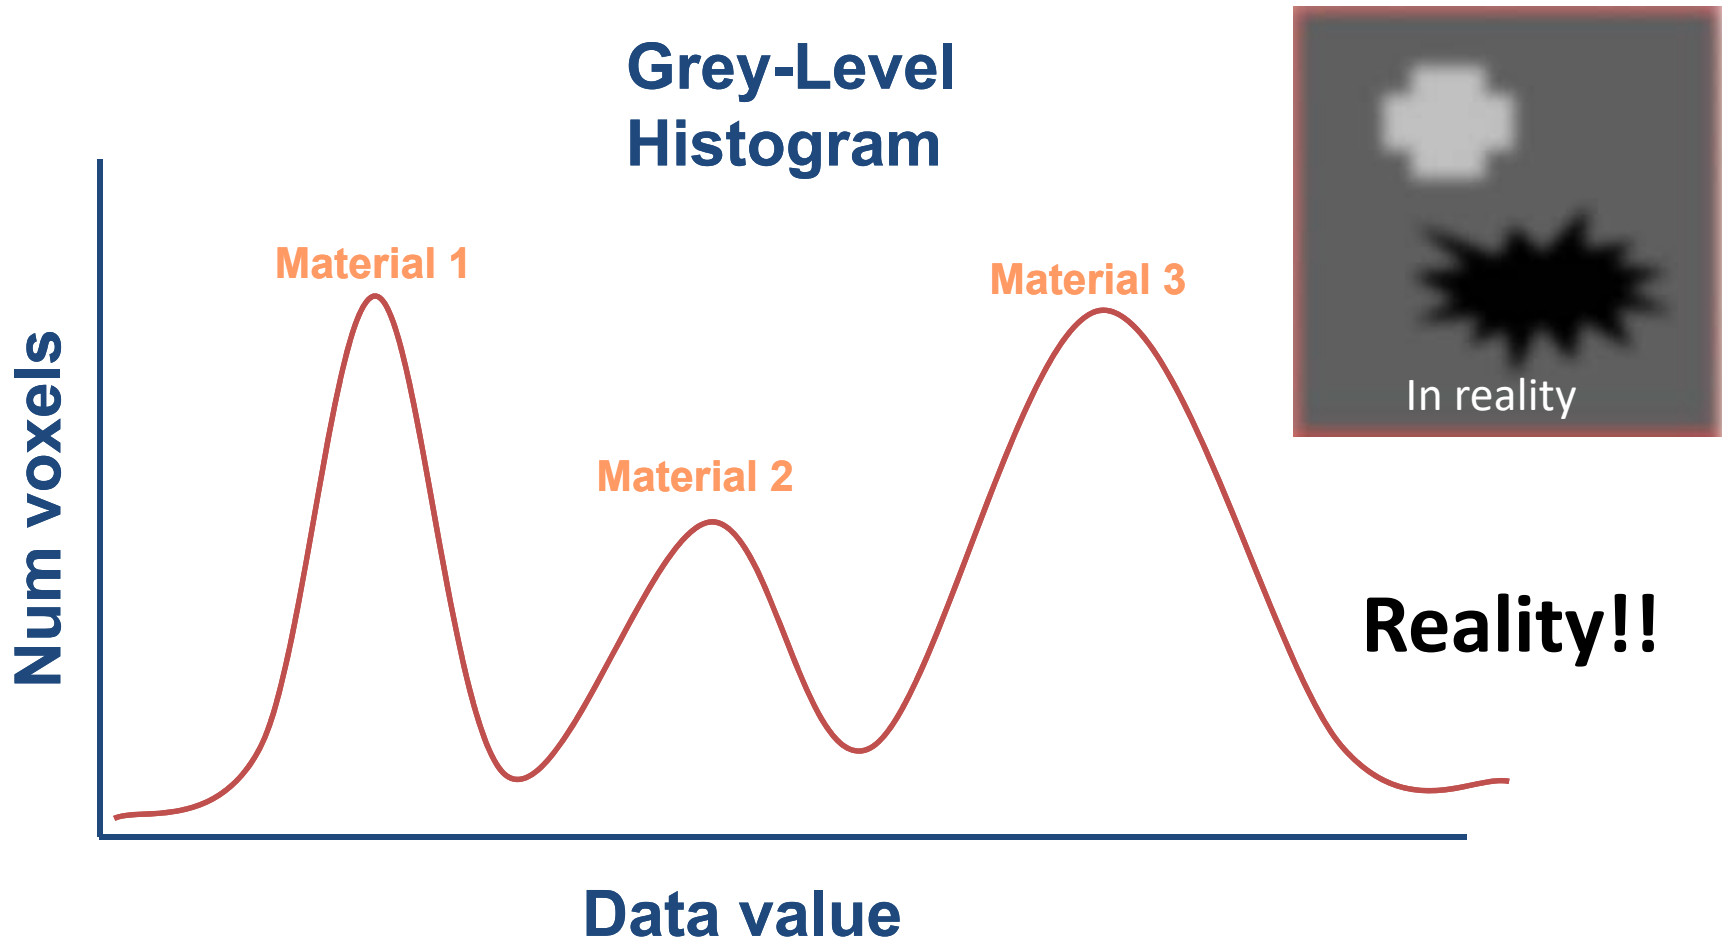 Grey-Level
Histogram
Material 1
Material 2
Material 3
In reality
Reality!!
Num voxels
Data value